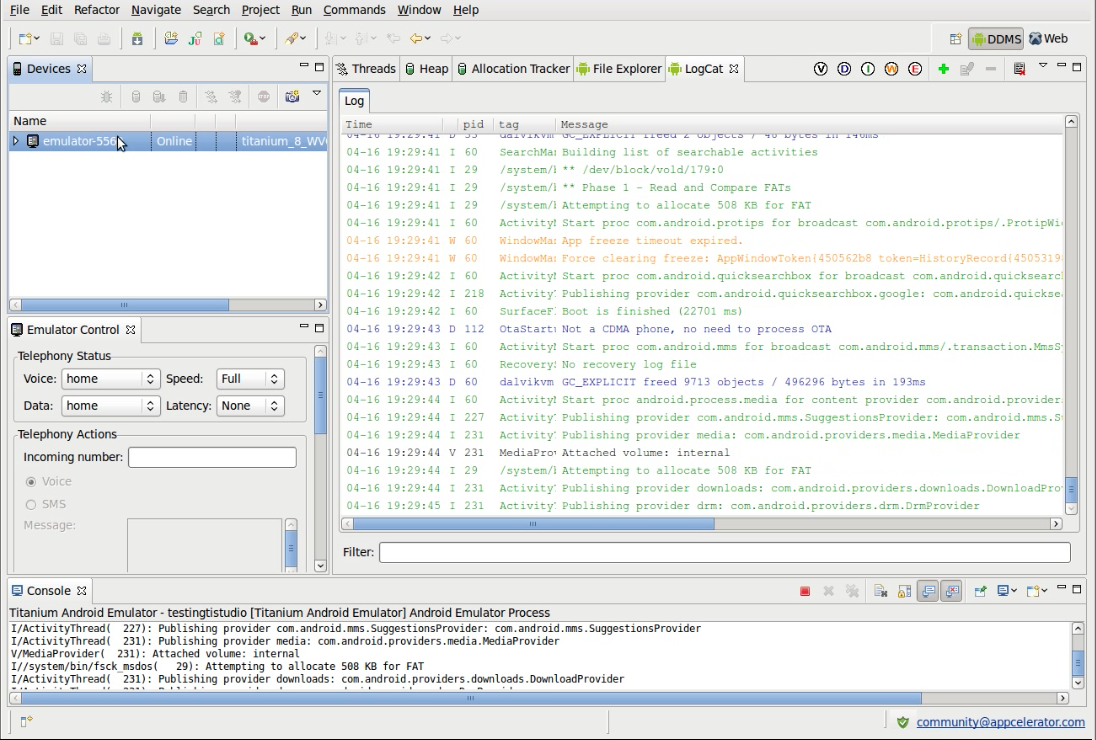 File Edit Refactor Navigate Search Project Run Commands Window Help
DDMS Web
Devices
Name
emulator-556 Online titanium_8_WV
Emulator Control
Telephony Status
Voice: home Speed: Full
Data: home Latency: None
Telephony Actions
Incoming number:
Voice
SMS
Message:
Threads Heap Allocation Tracker File Explorer LogCat
V D I W E
Log
Time pid tag Message
04-16 19:29:41 D 55 dalvikvm GC_EXPLICIT freed 2 objects / 48 bytes in 146ms
04-16 19:29:41 I 60 SearchMa Building list of searchable activities
04-16 19:29:41 I 29 /system/ ** /dev/block/vold/179:0
04-16 19:29:41 I 29 /system/ ** Phase 1 - Read and Compare FATs
04-16 19:29:41 I 29 /system/ Attempting to allocate 508 KB for FAT
04-16 19:29:41 I 60 Activity Start proc com.android.protips for broadcast com.android.protips/.ProtipWi
04-16 19:29:41 W 60 WindowMa App freeze timeout expired.
04-16 19:29:41 W 60 WindowMa Force clearing freeze: AppWindowToken{450562b8 token=HistoryRecord{4505319
04-16 19:29:42 I 60 Activity Start proc com.android.quicksearchbox for broadcast com.android.quicksearc
04-16 19:29:42 I 218 Activity Publishing provider com.android.quicksearchbox.google: com.android.quickse
04-16 19:29:42 I 60 SurfaceF Boot is finished (22701 ms)
04-16 19:29:43 D 112 OtaStart Not a CDMA phone, no need to process OTA
04-16 19:29:43 I 60 Activity Start proc com.android.mms for broadcast com.android.mms/.transaction.MmsS
04-16 19:29:43 I 60 Recovery No recovery log file
04-16 19:29:43 D 60 dalvikvm GC_EXPLICIT freed 9713 objects / 496296 bytes in 193ms
04-16 19:29:44 I 60 Activity Start proc android.process.media for content provider com.android.provider
04-16 19:29:44 I 227 Activity Publishing provider com.android.mms.SuggestionsProvider: com.android.mms.S
04-16 19:29:44 I 231 Activity Publishing provider media: com.android.providers.media.MediaProvider
04-16 19:29:44 V 231 MediaPro Attached volume: internal
04-16 19:29:44 I 29 /system/ Attempting to allocate 508 KB for FAT
04-16 19:29:44 I 231 Activity Publishing provider downloads: com.android.providers.downloads.DownloadPro
04-16 19:29:45 I 231 Activity Publishing provider drm: com.android.providers.drm.DrmProvider
Filter:
Console
Titanium Android Emulator - testingtistudio [Titanium Android Emulator] Android Emulator Process
I/ActivityThread( 227): Publishing provider com.android.mms.SuggestionsProvider: com.android.mms.SuggestionsProvider
I/ActivityThread( 231): Publishing provider media: com.android.providers.media.MediaProvider
V/MediaProvider( 231): Attached volume: internal
I//system/bin/fsck_msdos( 29): Attempting to allocate 508 KB for FAT
I/ActivityThread( 231): Publishing provider downloads: com.android.providers.downloads.DownloadProvider
community@appcelerator.com